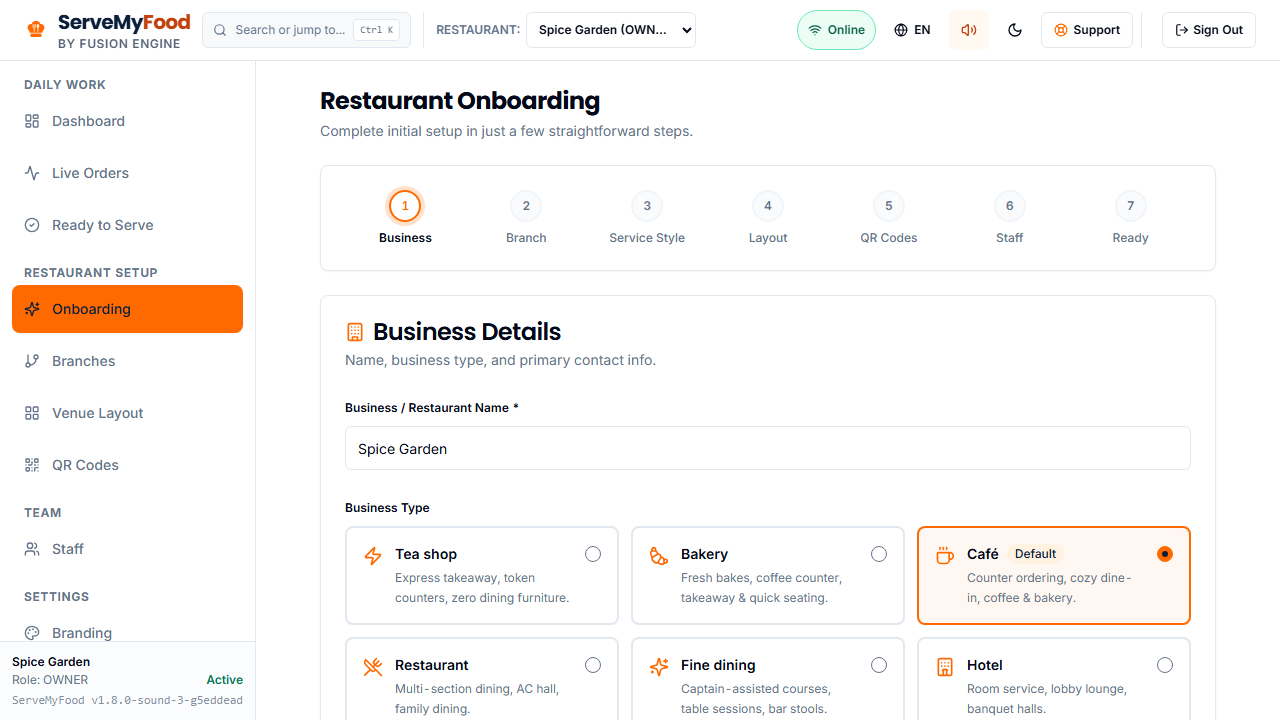 ServeMyFood
BY FUSION ENGINE
Search or jump to...
Ctrl K
RESTAURANT:
Spice Garden (OWN...
Online
EN
Support
Sign Out
DAILY WORK
Dashboard
Live Orders
Ready to Serve
RESTAURANT SETUP
Onboarding
Branches
Venue Layout
QR Codes
TEAM
Staff
SETTINGS
Branding
Spice Garden
Role: OWNER
Active
ServeMyFood v1.8.0-sound-3-g5eddead
Restaurant Onboarding
Complete initial setup in just a few straightforward steps.
1
Business
2
Branch
3
Service Style
4
Layout
5
QR Codes
6
Staff
7
Ready
Business Details
Name, business type, and primary contact info.
Business / Restaurant Name *
Spice Garden
Business Type
Tea shop
Express takeaway, token
counters, zero dining furniture.
Bakery
Fresh bakes, coffee counter,
takeaway & quick seating.
Café
Default
Counter ordering, cozy dine-
in, coffee & bakery.
Restaurant
Multi-section dining, AC hall,
family dining.
Fine dining
Captain-assisted courses,
table sessions, bar stools.
Hotel
Room service, lobby lounge,
banquet halls.